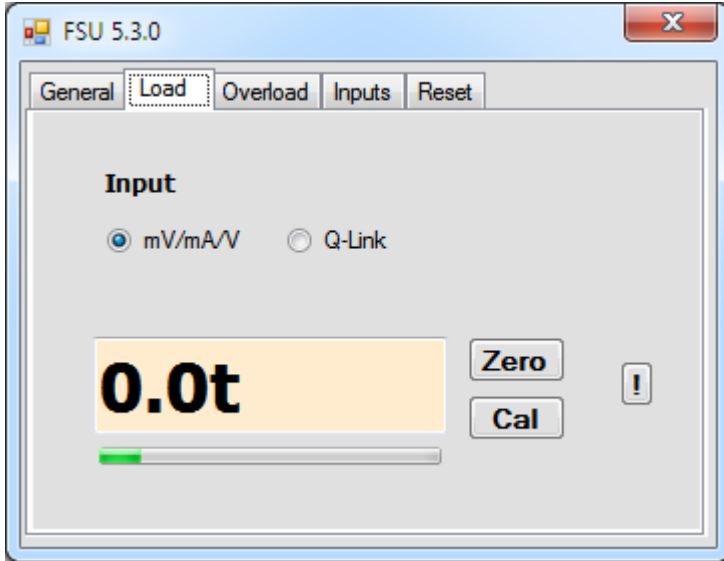 FSU 5.3.0
General Load Overload Inputs Reset
Input
mV/mA/V Q-Link
0.0t
Zero
Cal
!